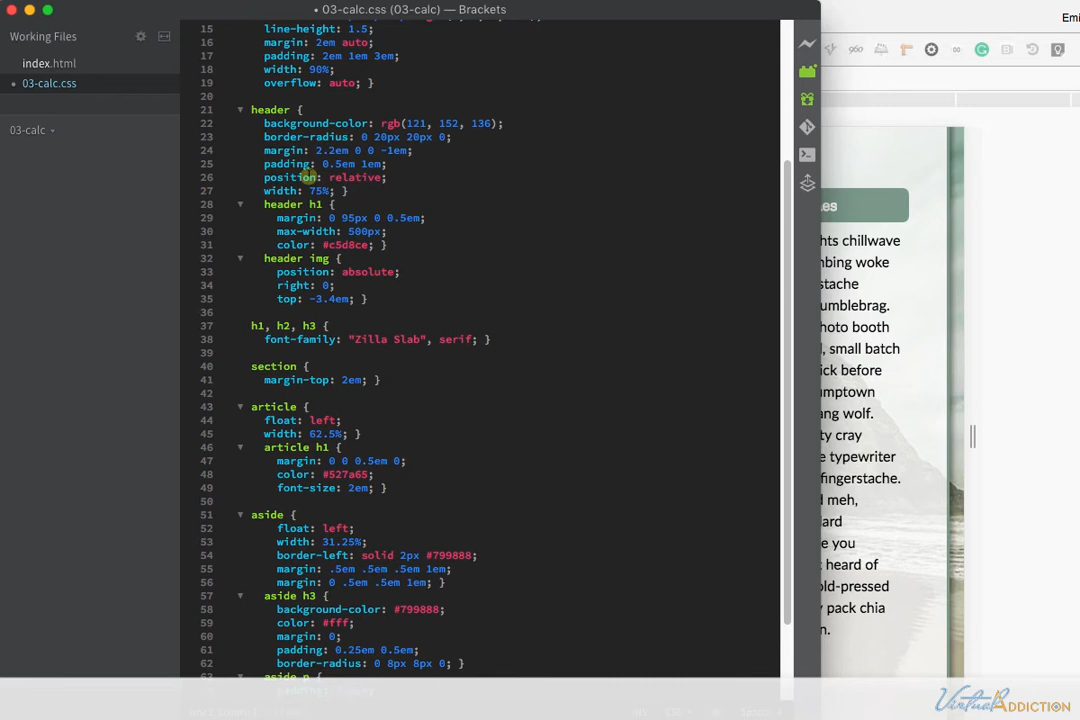 • 03-calc.css (03-calc) — Brackets
Emi
Working Files
index.html
• 03-calc.css
03-calc
15 line-height: 1.5;
16 margin: 2em auto;
17 padding: 2em 1em 3em;
18 width: 90%;
19 overflow: auto; }
20
21 header {
22 background-color: rgb(121, 152, 136);
23 border-radius: 0 20px 20px 0;
24 margin: 2.2em 0 0 -1em;
25 padding: 0.5em 1em;
26 position: relative;
27 width: 75%; }
28 header h1 {
29 margin: 0 95px 0 0.5em;
30 max-width: 500px;
31 color: #c5d8ce; }
32 header img {
33 position: absolute;
34 right: 0;
35 top: -3.4em; }
36
37 h1, h2, h3 {
38 font-family: "Zilla Slab", serif; }
39
40 section {
41 margin-top: 2em; }
42
43 article {
44 float: left;
45 width: 62.5%; }
46 article h1 {
47 margin: 0 0 0.5em 0;
48 color: #527a65;
49 font-size: 2em; }
50
51 aside {
52 float: left;
53 width: 31.25%;
54 border-left: solid 2px #799888;
55 margin: .5em .5em .5em 1em;
56 margin: 0 .5em .5em 1em; }
57 aside h3 {
58 background-color: #799888;
59 color: #fff;
60 margin: 0;
61 padding: 0.25em 0.5em;
62 border-radius: 0 8px 8px 0; }
63 aside p {
les
hts chillwave
mbing woke
stache
umblebrag.
hoto booth
l, small batch
ick before
umptown
ang wolf.
ty cray
e typewriter
fingerstache.
d meh,
lard
e you
t heard of
old-pressed
y pack chia
n.
VirtualAddiction